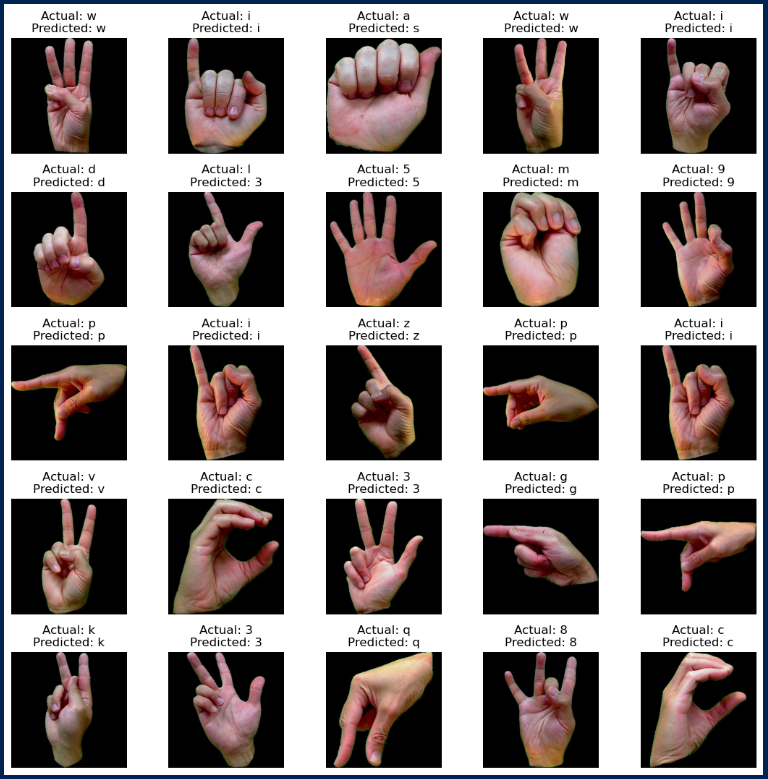 Actual: w
Predicted: w
Actual: i
Predicted: i
Actual: a
Predicted: s
Actual: w
Predicted: w
Actual: i
Predicted: i
Actual: d
Predicted: d
Actual: l
Predicted: 3
Actual: 5
Predicted: 5
Actual: m
Predicted: m
Actual: 9
Predicted: 9
Actual: p
Predicted: p
Actual: i
Predicted: i
Actual: z
Predicted: z
Actual: p
Predicted: p
Actual: i
Predicted: i
Actual: v
Predicted: v
Actual: c
Predicted: c
Actual: 3
Predicted: 3
Actual: g
Predicted: g
Actual: p
Predicted: p
Actual: k
Predicted: k
Actual: 3
Predicted: 3
Actual: q
Predicted: q
Actual: 8
Predicted: 8
Actual: c
Predicted: c